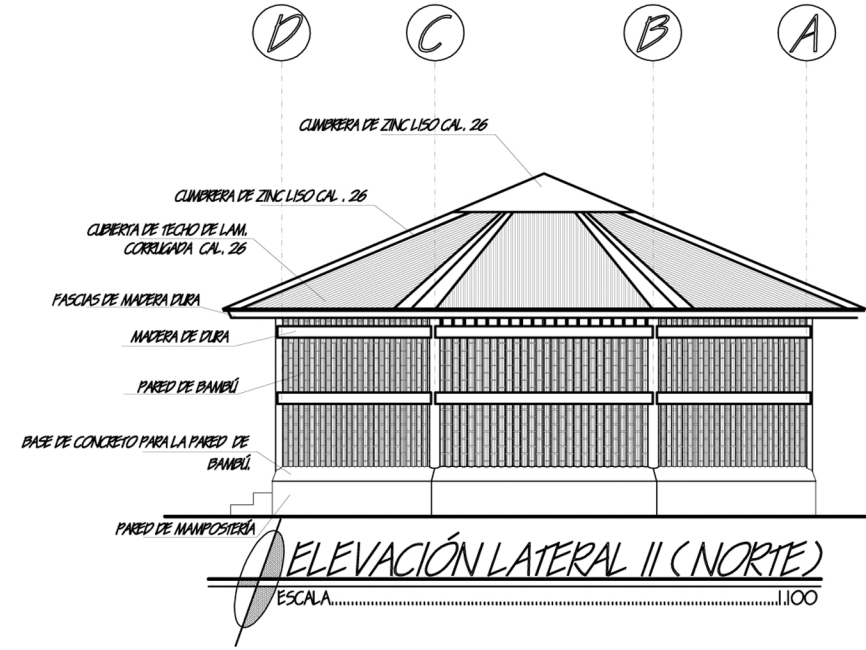 D C B A
CUMBRERA DE ZINC LISO CAL. 26
CUMBRERA DE ZINC LISO CAL . 26
CUBIERTA DE TECHO DE LAM.
CORRUGADA CAL. 26
FASCIAS DE MADERA DURA
MADERA DE DURA
PARED DE BAMBÚ
BASE DE CONCRETO PARA LA PARED DE
BAMBÚ.
PARED DE MAMPOSTERÍA
ELEVACIÓN LATERAL II ( NORTE)
ESCALA..................................................................................1.100